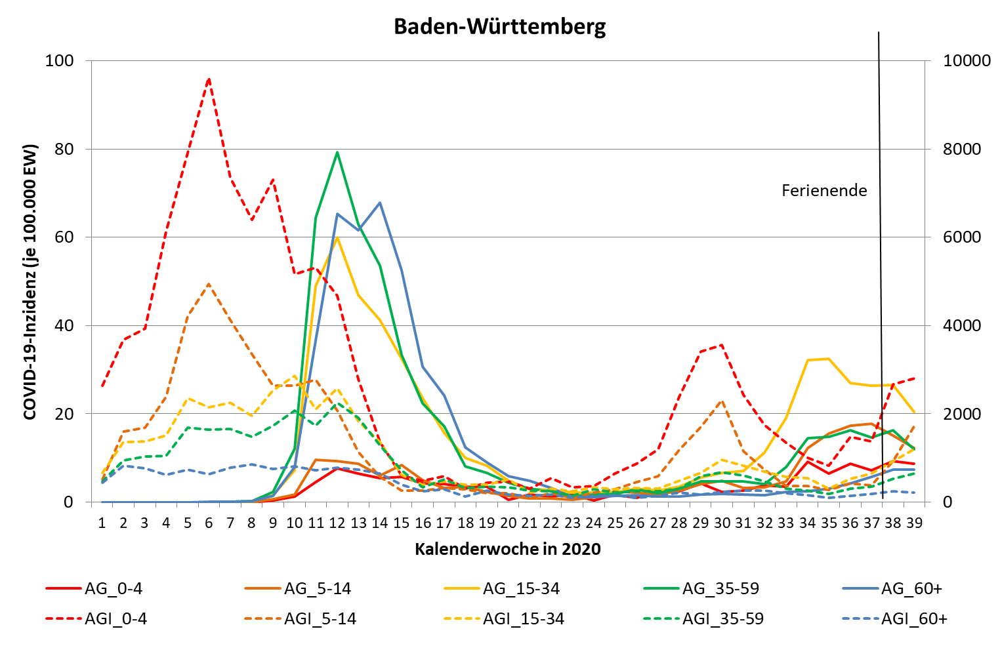 Baden-Württemberg
100 10000
80 8000
Ferienende
60 6000
40 4000
20 2000
0 0
COVID-19-Inzidenz (je 100.000 EW)
1 2 3 4 5 6 7 8 9 10 11 12 13 14 15 16 17 18 19 20 21 22 23 24 25 26 27 28 29 30 31 32 33 34 35 36 37 38 39
Kalenderwoche in 2020
AG_0-4 AG_5-14 AG_15-34 AG_35-59 AG_60+
AGI_0-4 AGI_5-14 AGI_15-34 AGI_35-59 AGI_60+